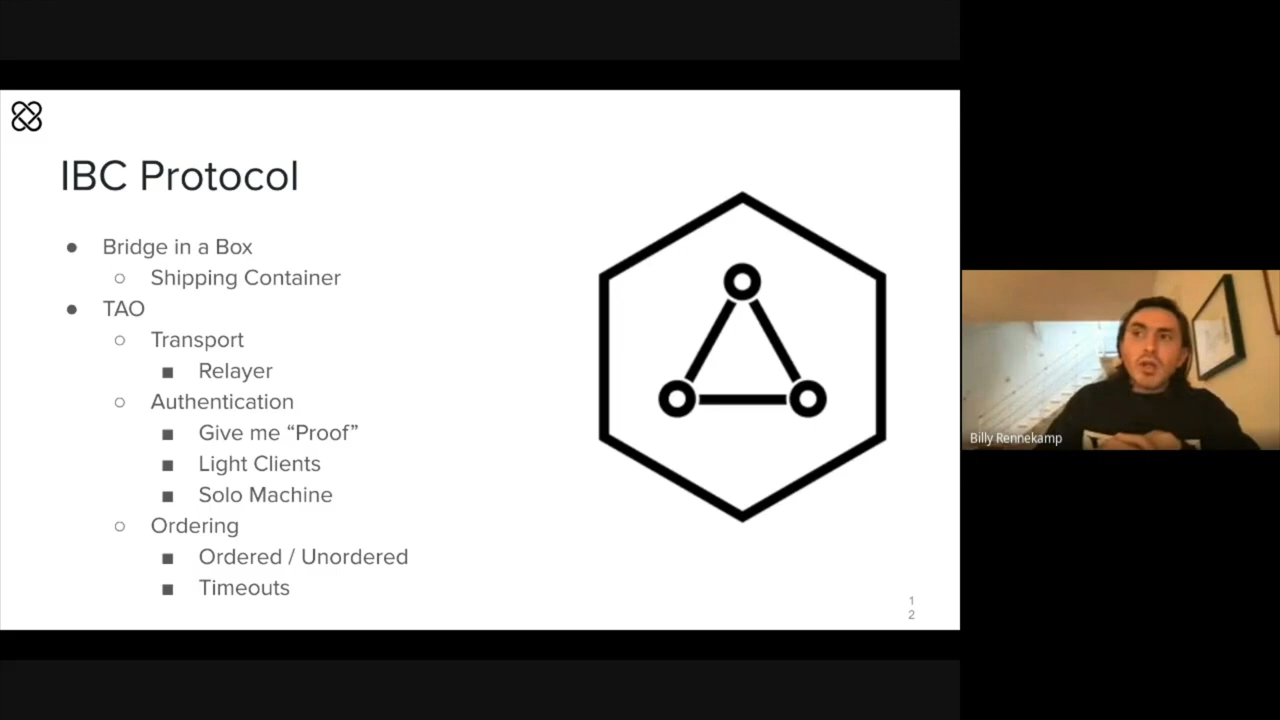 IBC Protocol
● Bridge in a Box
○ Shipping Container
● TAO
○ Transport
■ Relayer
○ Authentication
■ Give me “Proof”
■ Light Clients
■ Solo Machine
○ Ordering
■ Ordered / Unordered
■ Timeouts
1
2
Billy Rennekamp